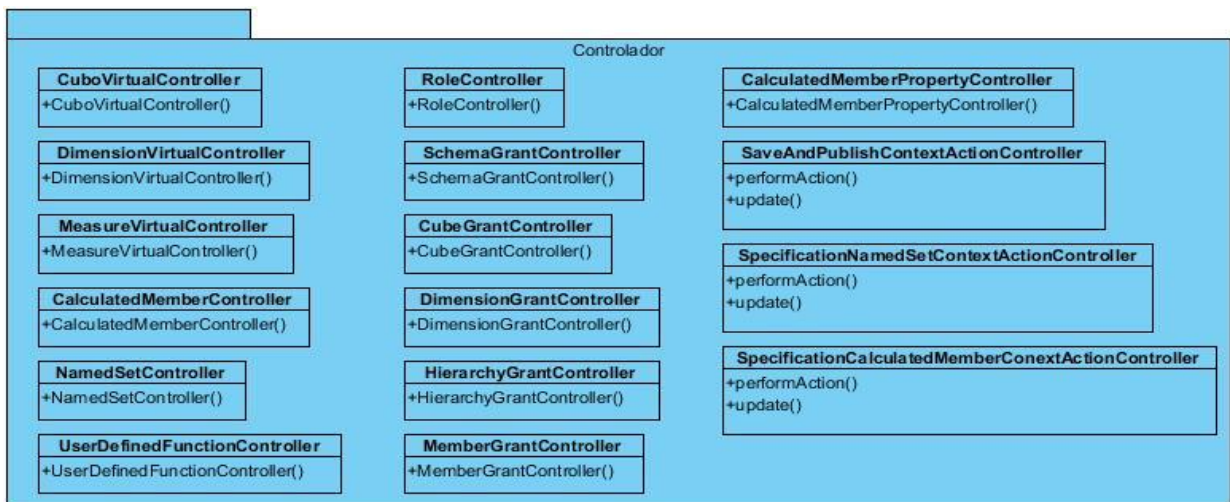 Controlador
CuboVirtualController
+CuboVirtualController()
DimensionVirtualController
+DimensionVirtualController()
MeasureVirtualController
+MeasureVirtualController()
CalculatedMemberController
+CalculatedMemberController()
NamedSetController
+NamedSetController()
UserDefinedFunctionController
+UserDefinedFunctionController()
RoleController
+RoleController()
SchemaGrantController
+SchemaGrantController()
CubeGrantController
+CubeGrantController()
DimensionGrantController
+DimensionGrantController()
HierarchyGrantController
+HierarchyGrantController()
MemberGrantController
+MemberGrantController()
CalculatedMemberPropertyController
+CalculatedMemberPropertyController()
SaveAndPublishContextActionController
+performAction()
+update()
SpecificationNamedSetContextActionController
+performAction()
+update()
SpecificationCalculatedMemberConextActionController
+performAction()
+update()